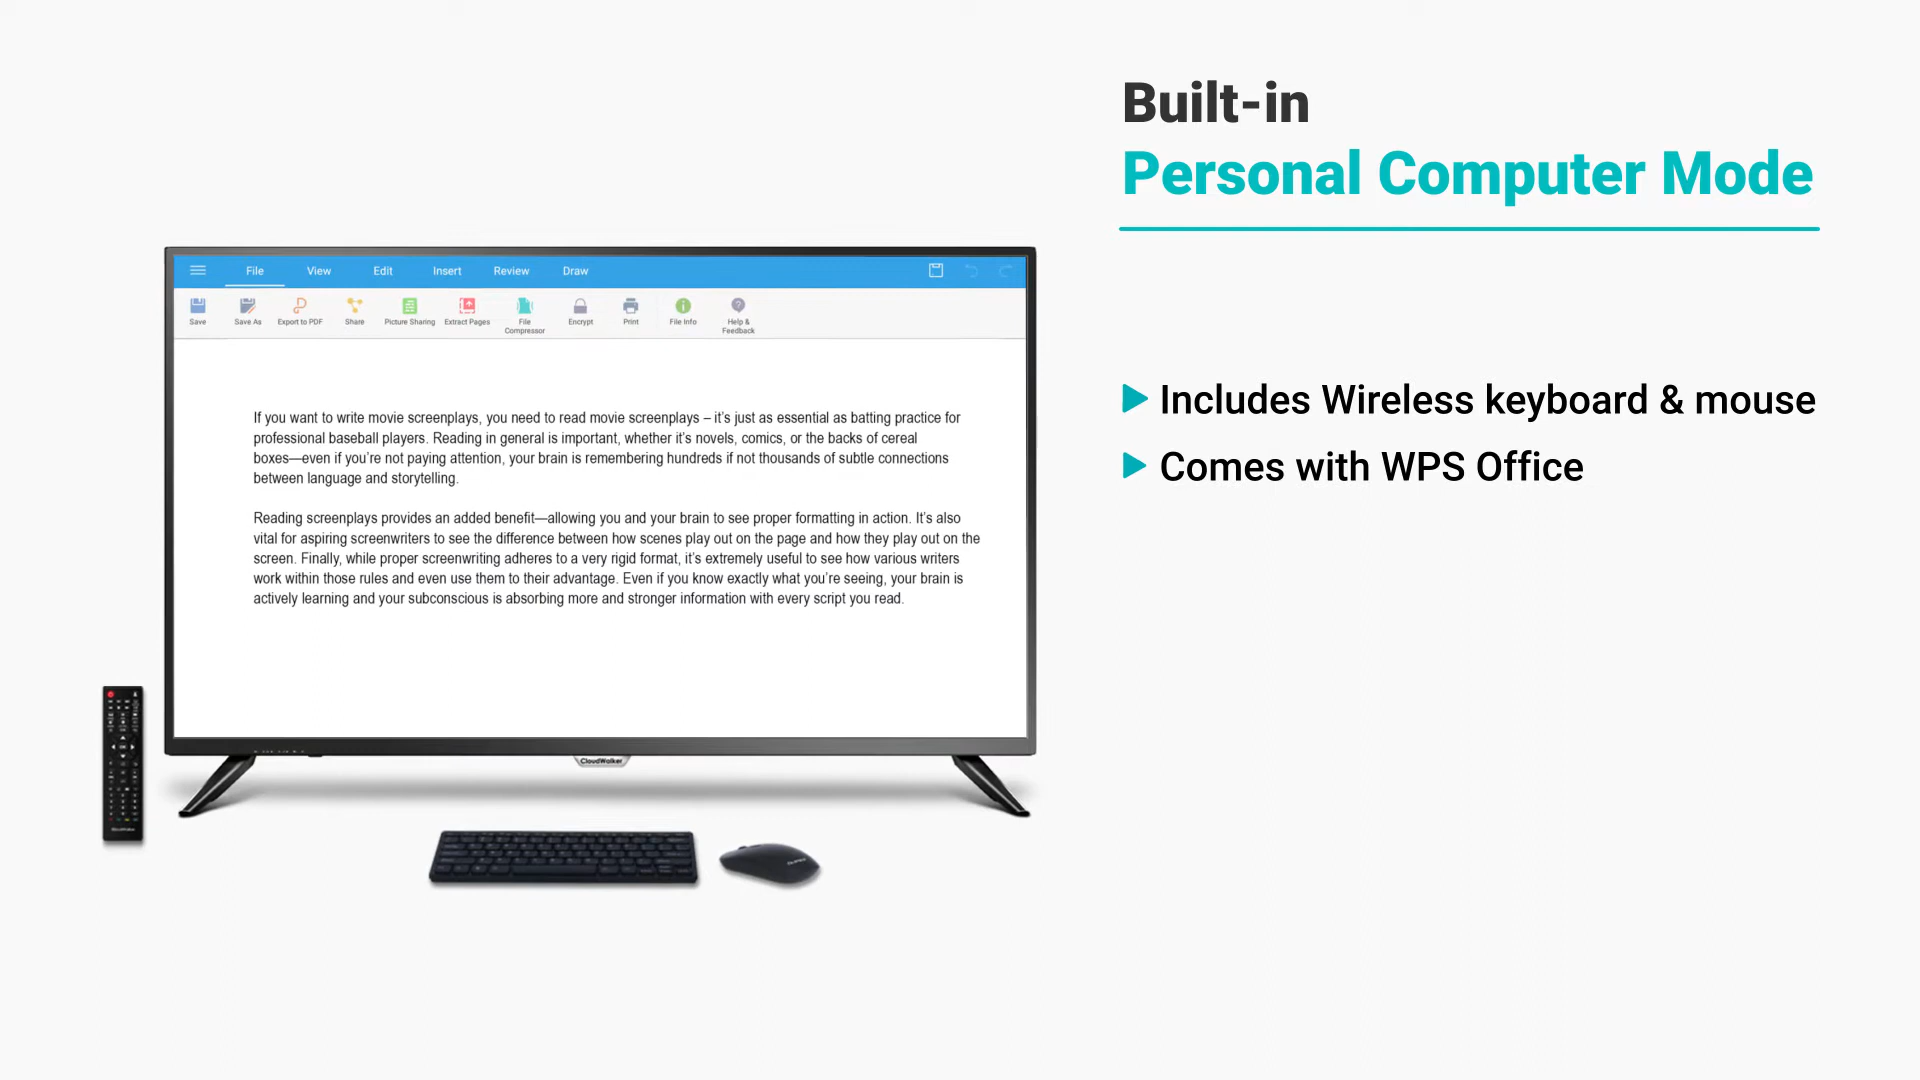 Built-in
Personal Computer Mode
Includes Wireless keyboard & mouse
Comes with WPS Office
File View Edit Insert Review Draw
Save Save As Export to PDF Share Picture Sharing Extract Pages File Compressor Encrypt Print File Info Help & Feedback
If you want to write movie screenplays, you need to read movie screenplays – it's just as essential as batting practice for
professional baseball players. Reading in general is important, whether it's novels, comics, or the backs of cereal
boxes—even if you're not paying attention, your brain is remembering hundreds if not thousands of subtle connections
between language and storytelling.
Reading screenplays provides an added benefit—allowing you and your brain to see proper formatting in action. It's also
vital for aspiring screenwriters to see the difference between how scenes play out on the page and how they play out on the
screen. Finally, while proper screenwriting adheres to a very rigid format, it's extremely useful to see how various writers
work within those rules and even use them to their advantage. Even if you know exactly what you're seeing, your brain is
actively learning and your subconscious is absorbing more and stronger information with every script you read.
CloudWalker